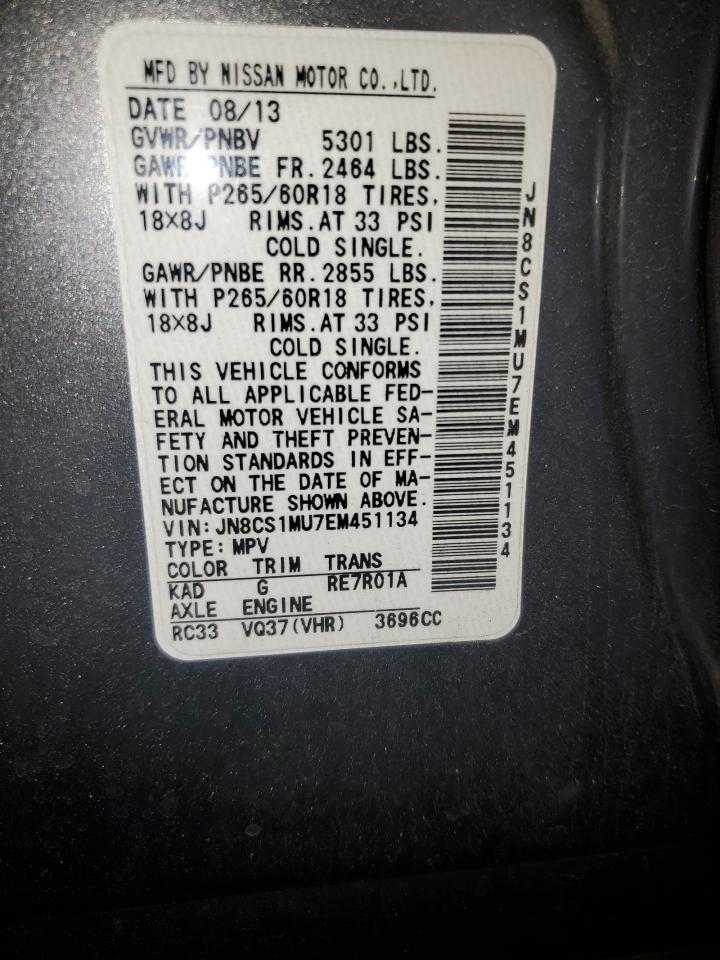 MFD BY NISSAN MOTOR CO.,LTD.
DATE 08/13
GVWR/PNBV 5301 LBS.
GAWR PNBE FR. 2464 LBS.
WITH P265/60R18 TIRES,
18X8J RIMS. AT 33 PSI
COLD SINGLE.
GAWR/PNBE RR. 2855 LBS.
WITH P265/60R18 TIRES,
18X8J RIMS. AT 33 PSI
COLD SINGLE.
THIS VEHICLE CONFORMS
TO ALL APPLICABLE FED-
ERAL MOTOR VEHICLE SA-
FETY AND THEFT PREVEN-
TION STANDARDS IN EFF-
ECT ON THE DATE OF MA-
NUFACTURE SHOWN ABOVE.
VIN: JN8CS1MU7EM451134
TYPE: MPV
COLOR TRIM TRANS
KAD G RE7R01A
AXLE ENGINE
RC33 VQ37(VHR) 3696CC
JN8CS1MU7EM451134